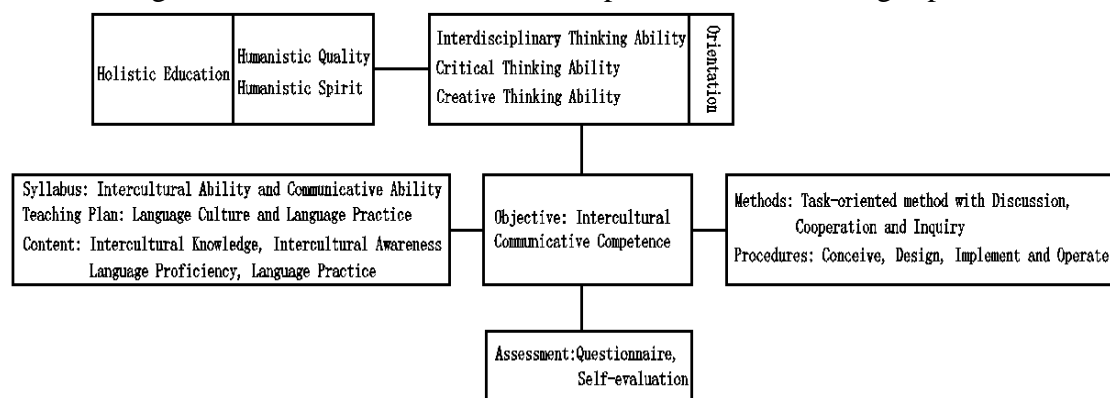 Holistic Education
Humanistic Quality
Humanistic Spirit
Interdisciplinary Thinking Ability
Critical Thinking Ability
Creative Thinking Ability
Orientation
Syllabus: Intercultural Ability and Communicative Ability
Teaching Plan: Language Culture and Language Practice
Content: Intercultural Knowledge, Intercultural Awareness
Language Proficiency, Language Practice
Objective: Intercultural
Communicative Competence
Methods: Task-oriented method with Discussion,
Cooperation and Inquiry
Procedures: Conceive, Design, Implement and Operate
Assessment:Questionnaire,
Self-evaluation